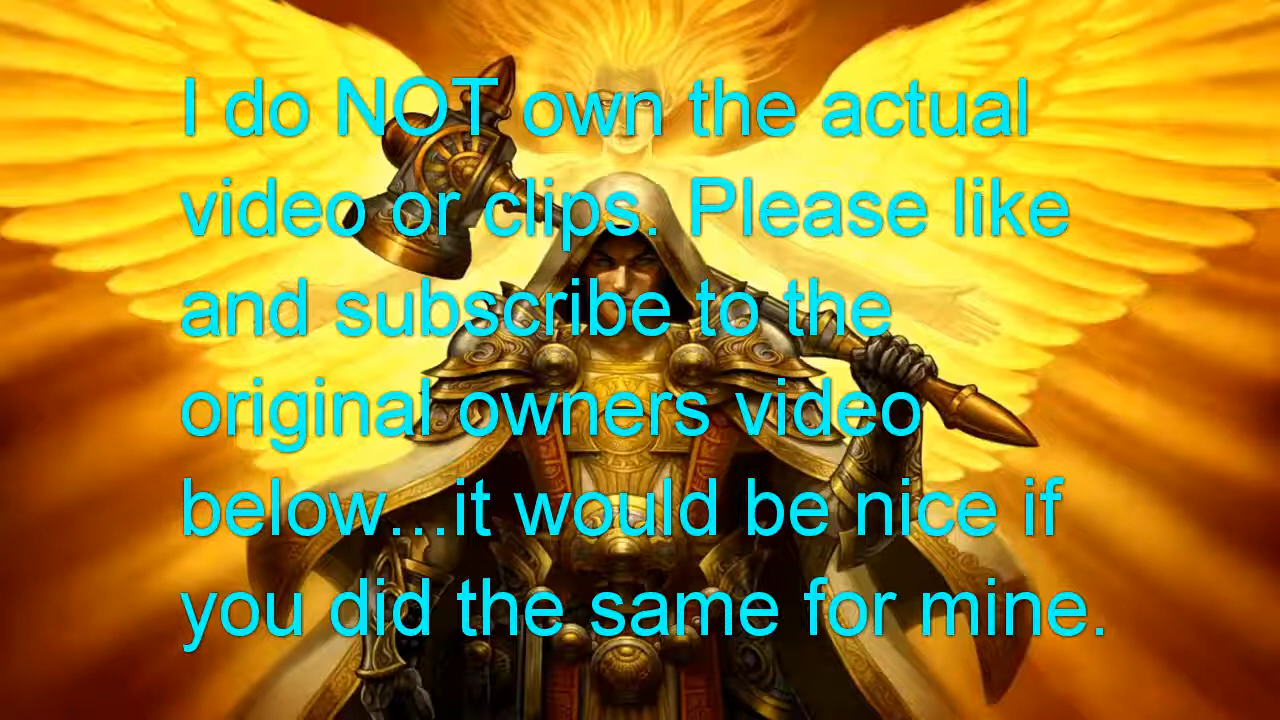 I do NOT own the actual
video or clips. Please like
and subscribe to the
original owners video
below...it would be nice if
you did the same for mine.